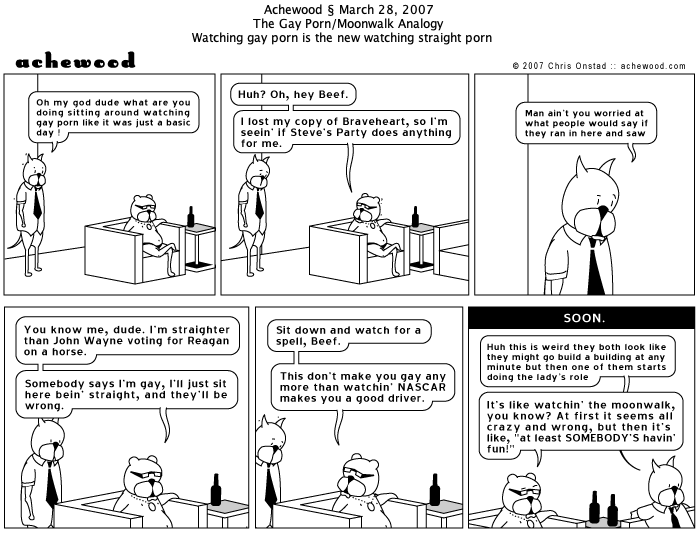 Achewood § March 28, 2007
The Gay Porn/Moonwalk Analogy
Watching gay porn is the new watching straight porn
achewood
© 2007 Chris Onstad :: achewood.com
Oh my god dude what are you
doing sitting around watching
gay porn like it was just a basic
day !
Huh? Oh, hey Beef.
I lost my copy of Braveheart, so I'm
seein' if Steve's Party does anything
for me.
Man ain't you worried at
what people would say if
they ran in here and saw
You know me, dude. I'm straighter
than John Wayne voting for Reagan
on a horse.
Somebody says I'm gay, I'll just sit
here bein' straight, and they'll be
wrong.
Sit down and watch for a
spell, Beef.
This don't make you gay any
more than watchin' NASCAR
makes you a good driver.
SOON.
Huh this is weird they both look like
they might go build a building at any
minute but then one of them starts
doing the lady's role
It's like watchin' the moonwalk,
you know? At first it seems all
crazy and wrong, but then it's
like, "at least SOMEBODY'S havin'
fun!"